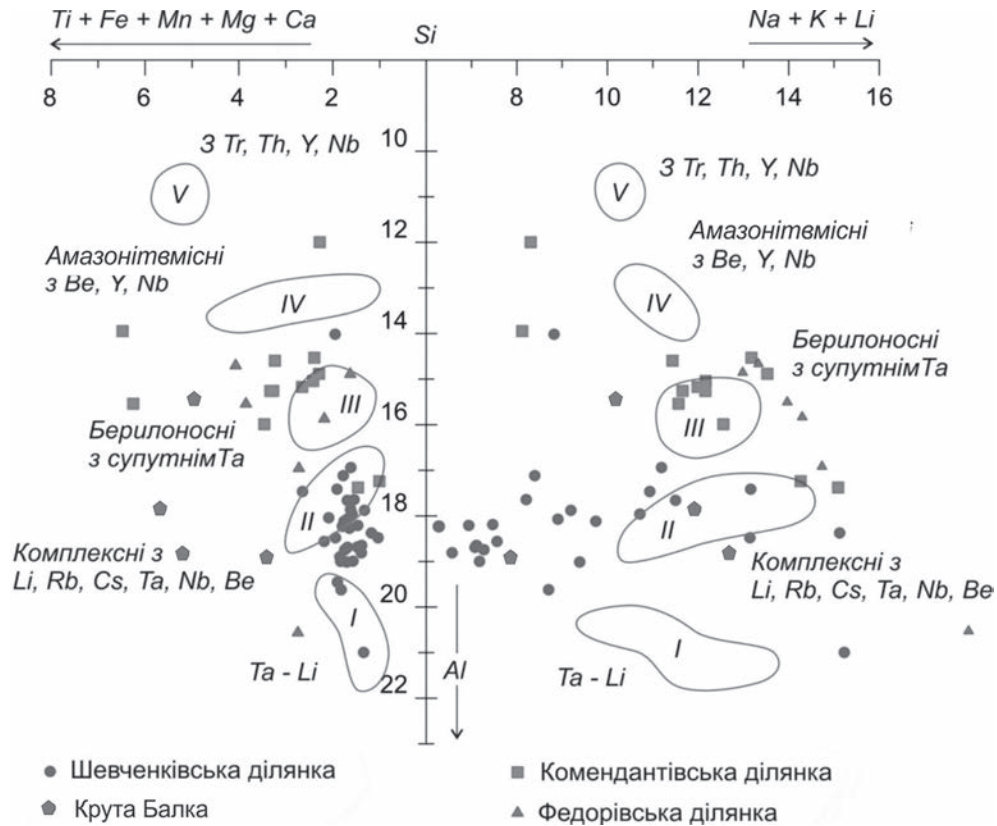 Ti + Fe + Mn + Mg + Ca
Na + K + Li
Si
8 6 4 2 8 10 12 14 16
10
З Tr, Th, Y, Nb
З Tr, Th, Y, Nb
V
V
12
Амазонітвмісні
з Be, Y, Nb
Амазонітвмісні
з Be, Y, Nb
IV
IV
14
Берилоносні
з супутнімTa
III
III
16
Берилоносні
з супутнімTa
18
II
II
Комплексні з
Li, Rb, Cs, Ta, Nb, Be
Комплексні з
Li, Rb, Cs, Ta, Nb, Be
20
I
I
Ta - Li
Al
Ta - Li
22
Шевченківська ділянка
Комендантівська ділянка
Крута Балка
Федорівська ділянка